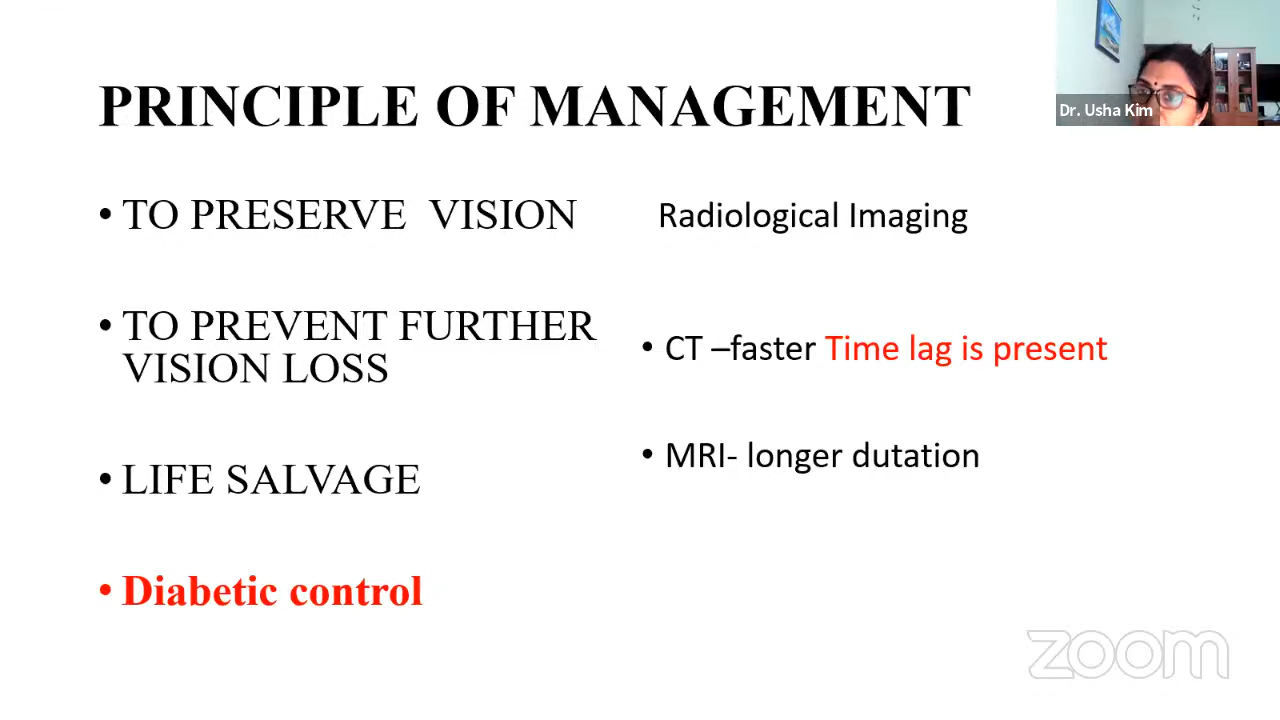 PRINCIPLE OF MANAGEMENT
Dr. Usha Kim
• TO PRESERVE VISION
• TO PREVENT FURTHER
VISION LOSS
• LIFE SALVAGE
• Diabetic control
Radiological Imaging
• CT –faster Time lag is present
• MRI- longer dutation
zoom